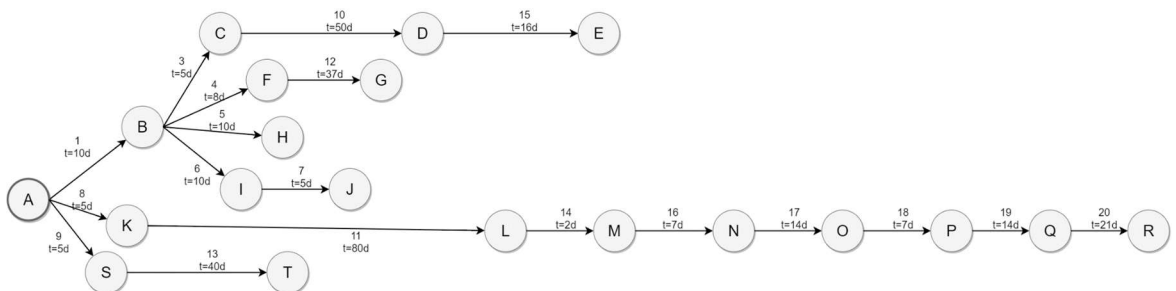 10
t=50d
15
t=16d
C
D
E
3
t=5d
12
t=37d
4
t=8d
F
G
5
t=10d
B
H
1
t=10d
6
t=10d
7
t=5d
I
J
A
8
t=5d
K
11
t=80d
L
14
t=2d
M
16
t=7d
N
17
t=14d
O
18
t=7d
P
19
t=14d
Q
20
t=21d
R
9
t=5d
S
13
t=40d
T